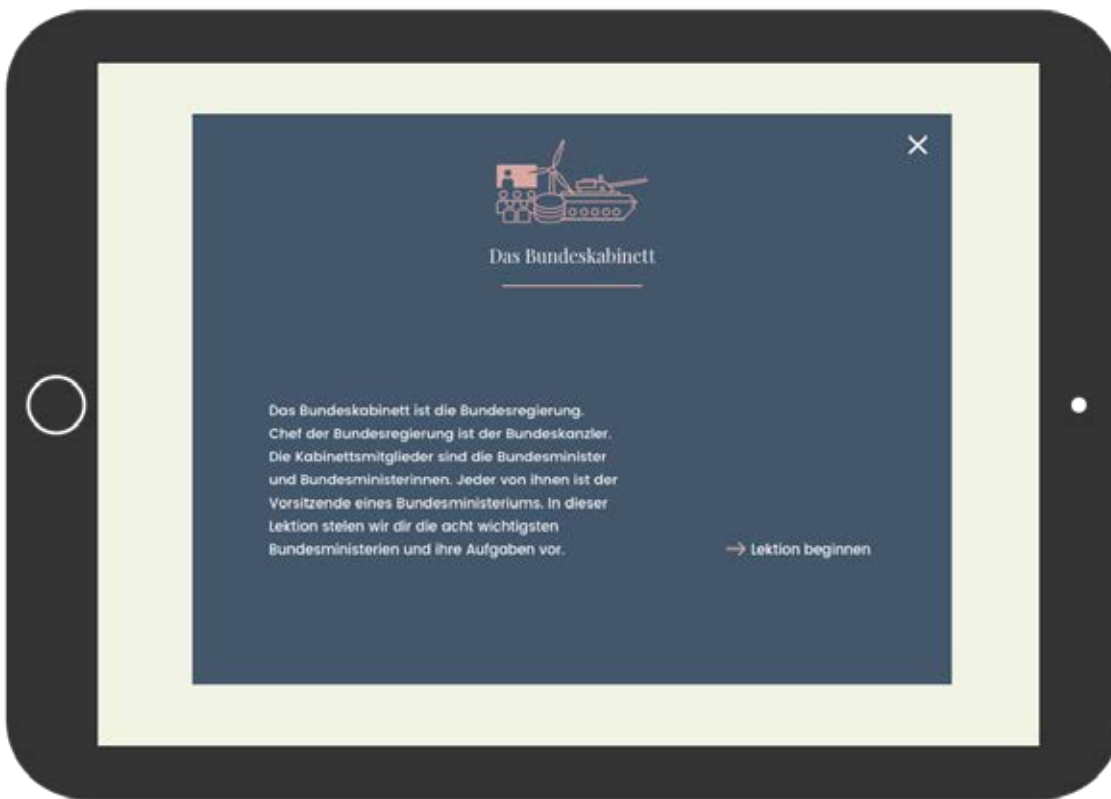 Das Bundeskabinett
Das Bundeskabinett ist die Bundesregierung.
Chef der Bundesregierung ist der Bundeskanzler.
Die Kabinettsmitglieder sind die Bundesminister
und Bundesministerinnen. Jeder von ihnen ist der
Vorsitzende eines Bundesministeriums. In dieser
Lektion stelen wir dir die acht wichtigsten
Bundesministerien und ihre Aufgaben vor.
→ Lektion beginnen